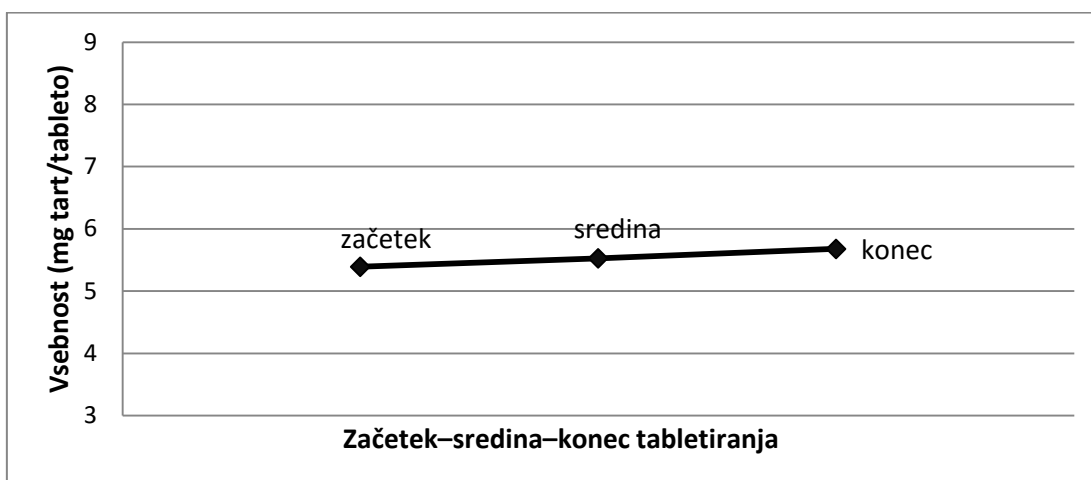 Vsebnost (mg tart/tableto)
9
8
7
6
5
4
3
začetek
sredina
konec
Začetek–sredina–konec tabletiranja